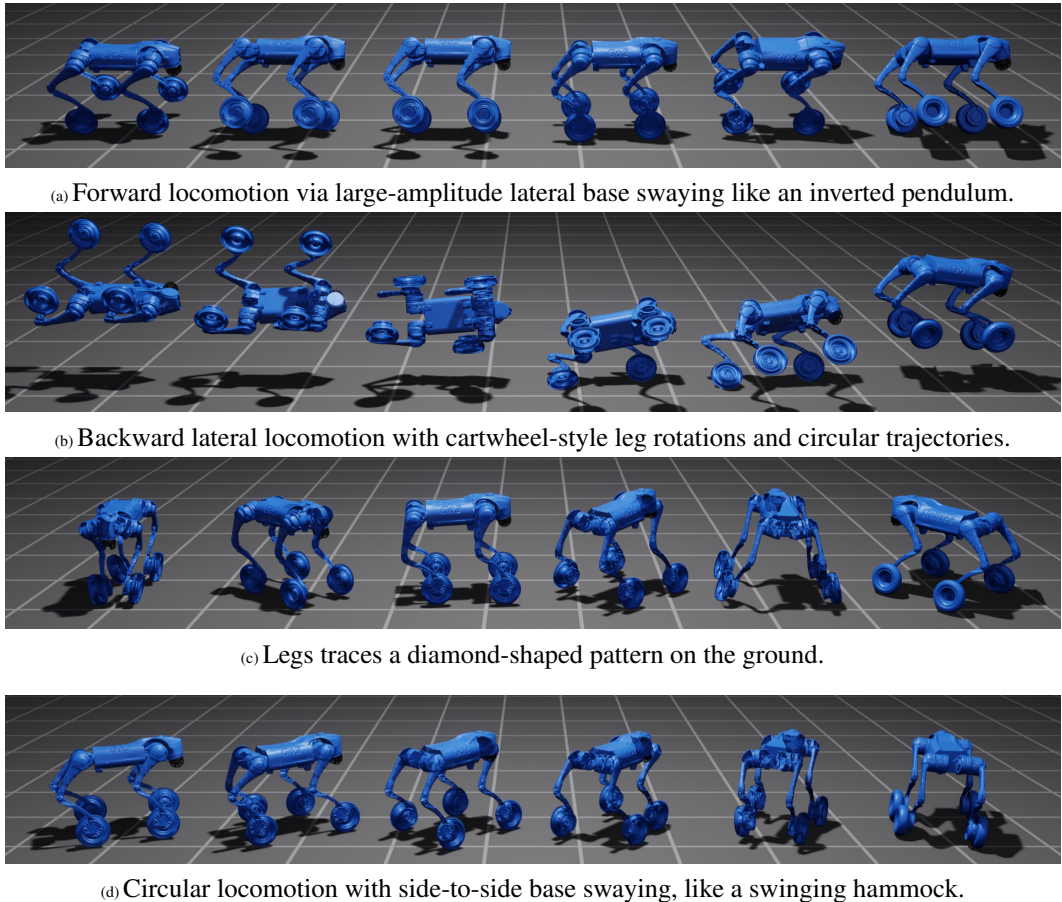 (a) Forward locomotion via large-amplitude lateral base swaying like an inverted pendulum.
(b) Backward lateral locomotion with cartwheel-style leg rotations and circular trajectories.
(c) Legs traces a diamond-shaped pattern on the ground.
(d) Circular locomotion with side-to-side base swaying, like a swinging hammock.